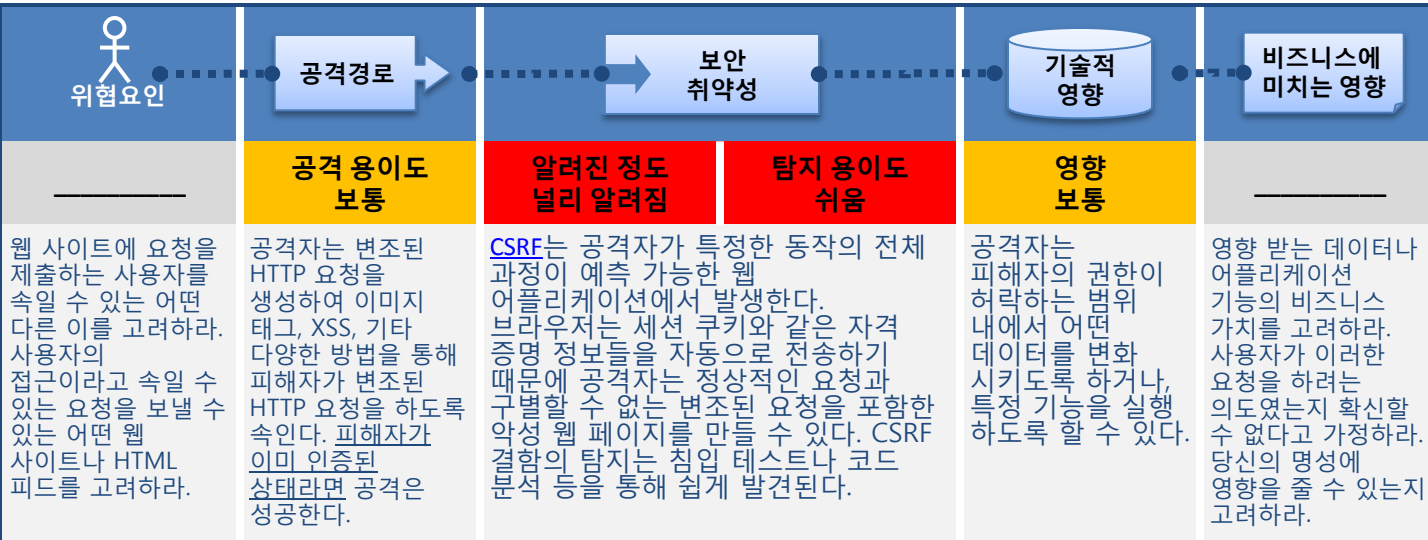 위협요인
공격경로
보안
취약성
기술적
영향
비즈니스에
미치는 영향
__________
공격 용이도
보통
알려진 정도
널리 알려짐
탐지 용이도
쉬움
영향
보통
__________
웹 사이트에 요청을
제출하는 사용자를
속일 수 있는 어떤
다른 이를 고려하라.
사용자의
접근이라고 속일 수
있는 요청을 보낼 수
있는 어떤 웹
사이트나 HTML
피드를 고려하라.
공격자는 변조된
HTTP 요청을
생성하여 이미지
태그, XSS, 기타
다양한 방법을 통해
피해자가 변조된
HTTP 요청을 하도록
속인다. 피해자가
이미 인증된
상태라면 공격은
성공한다.
CSRF는 공격자가 특정한 동작의 전체
과정이 예측 가능한 웹
어플리케이션에서 발생한다.
브라우저는 세션 쿠키와 같은 자격
증명 정보들을 자동으로 전송하기
때문에 공격자는 정상적인 요청과
구별할 수 없는 변조된 요청을 포함한
악성 웹 페이지를 만들 수 있다. CSRF
결함의 탐지는 침입 테스트나 코드
분석 등을 통해 쉽게 발견된다.
공격자는
피해자의 권한이
허락하는 범위
내에서 어떤
데이터를 변화
시키도록 하거나,
특정 기능을 실행
하도록 할 수 있다.
영향 받는 데이터나
어플리케이션
기능의 비즈니스
가치를 고려하라.
사용자가 이러한
요청을 하려는
의도였는지 확신할
수 없다고 가정하라.
당신의 명성에
영향을 줄 수 있는지
고려하라.